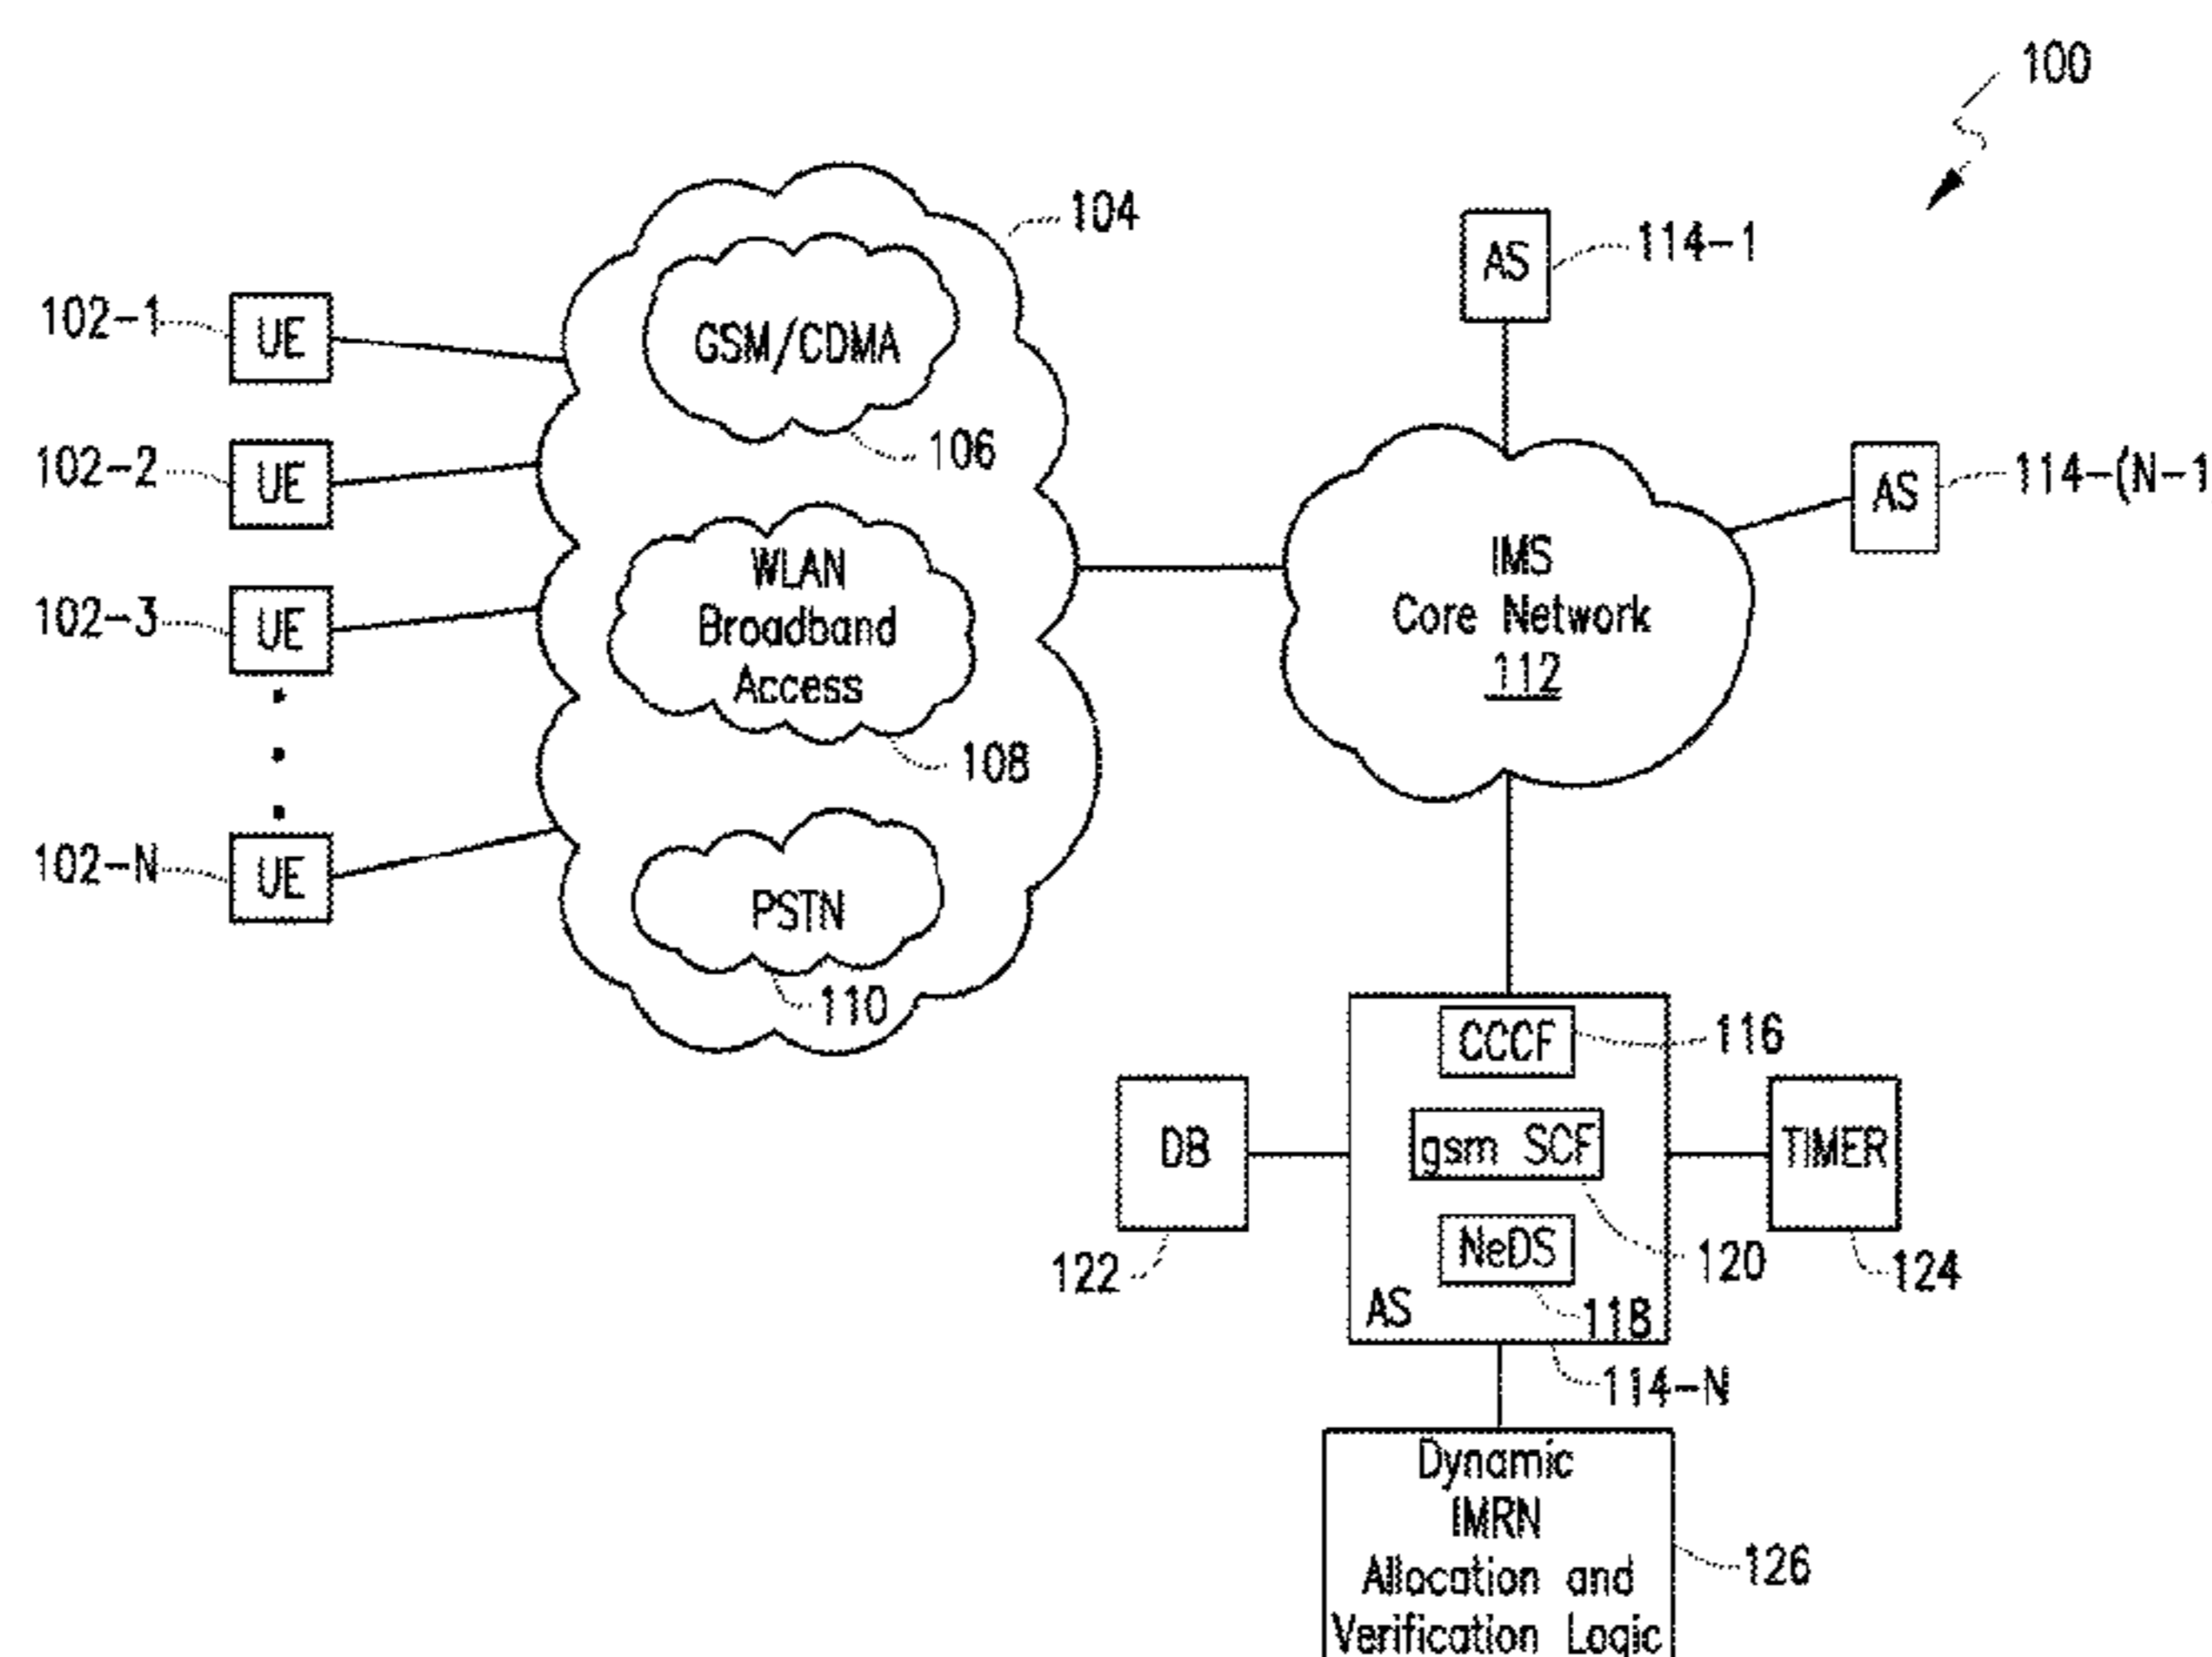 100
104
GSM/CDMA
106
102-1
UE
102-2
UE
102-3
UE
102-N
UE
WLAN
Broadband
Access
108
PSTN
110
AS
114-1
AS
114-(N-1
IMS
Core Network
112
CCCF
116
gsm SCF
120
NeDS
118
AS
114-N
DB
122
TIMER
124
Dynamic
IMRN
Allocation and
Verification Logic
126